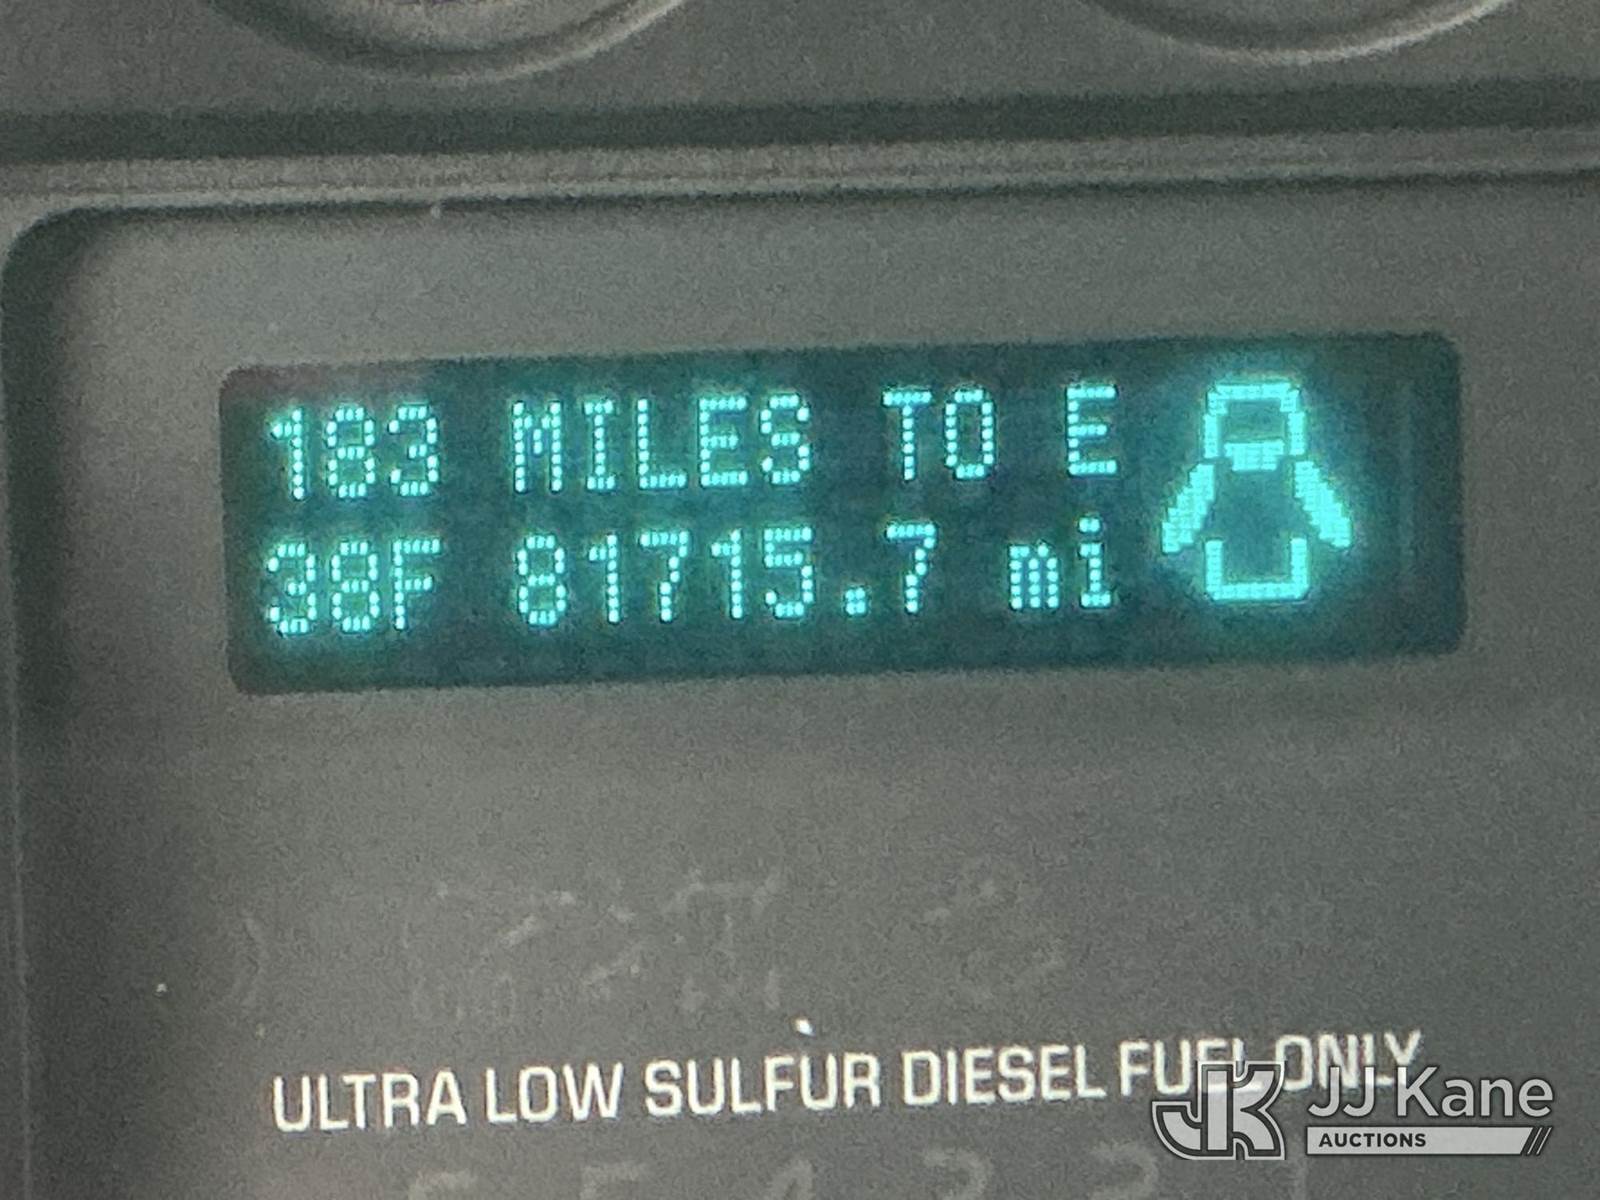 183 MILES TO E
38F 81715.7 mi
ULTRA LOW SULFUR DIESEL FUEL ONLY
JK JJ Kane
AUCTIONS